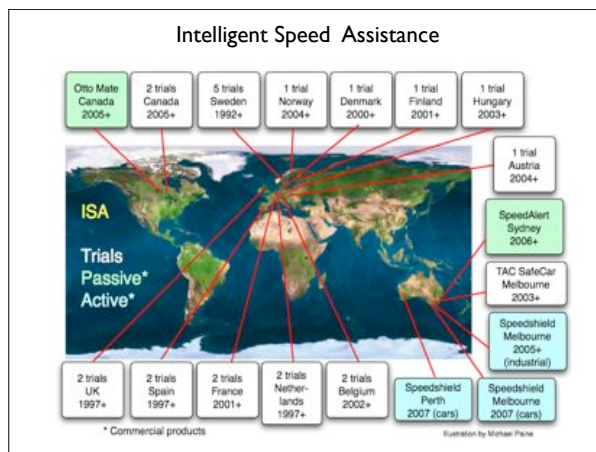 Intelligent Speed Assistance
Otto Mate
Canada
2005+
2 trials
Canada
2005+
5 trials
Sweden
1992+
1 trial
Norway
2004+
1 trial
Denmark
2000+
1 trial
Finland
2001+
1 trial
Hungary
2003+
1 trial
Austria
2004+
SpeedAlert
Sydney
2006+
TAC SafeCar
Melbourne
2003+
Speedshield
Melbourne
2005+
(industrial)
ISA
Trials
Passive*
Active*
2 trials
UK
1997+
2 trials
Spain
1997+
2 trials
France
2001+
2 trials
Nether-
lands
1997+
2 trials
Belgium
2002+
Speedshield
Perth
2007 (cars)
Speedshield
Melbourne
2007 (cars)
* Commercial products
Illustration by Michael Paine